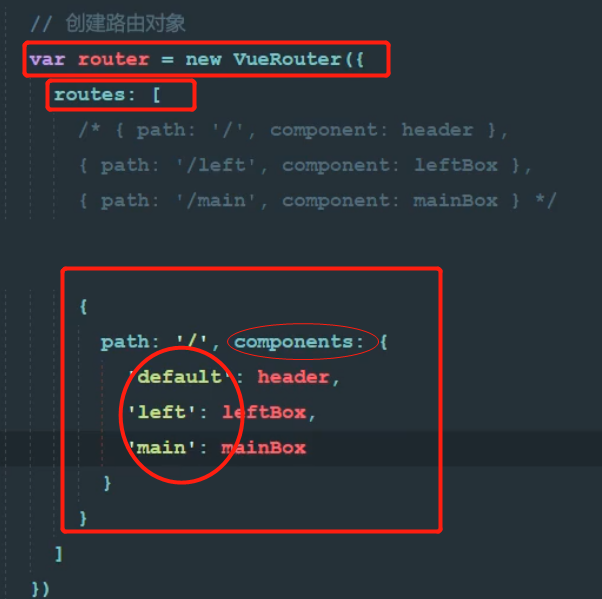 // 创建路由对象
var router = new VueRouter({
routes: [
/* { path: '/', component: header },
{ path: '/left', component: leftBox },
{ path: '/main', component: mainBox } */
{
path: '/', components: {
'default': header,
'left': leftBox,
'main': mainBox
}
}
]
})